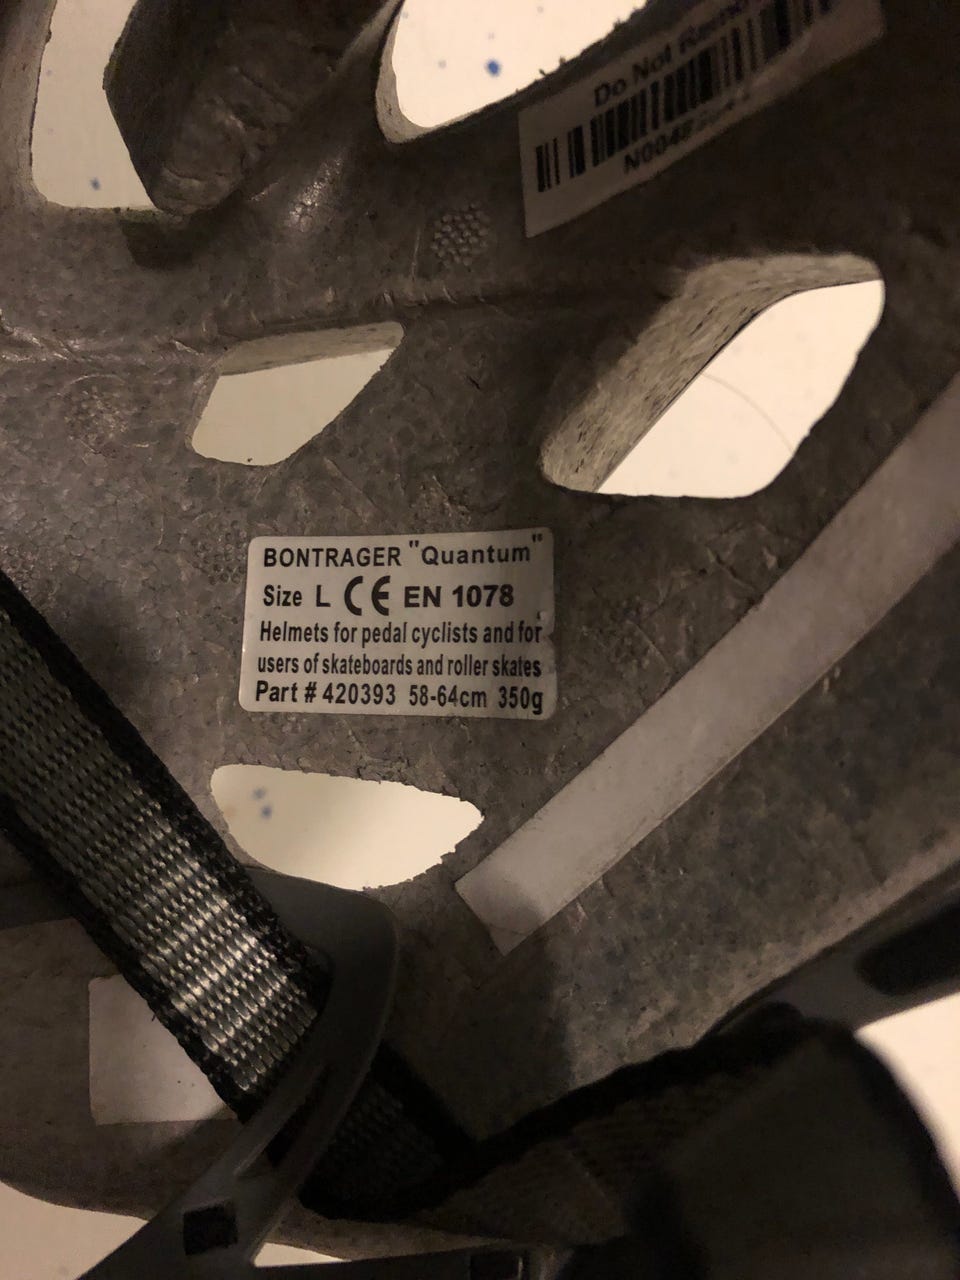 Do Not
BONTRAGER "Quantum"
Size L CE EN 1078
Helmets for pedal cyclists and for
users of skateboards and roller skates
Part # 420393 58-64cm 350g